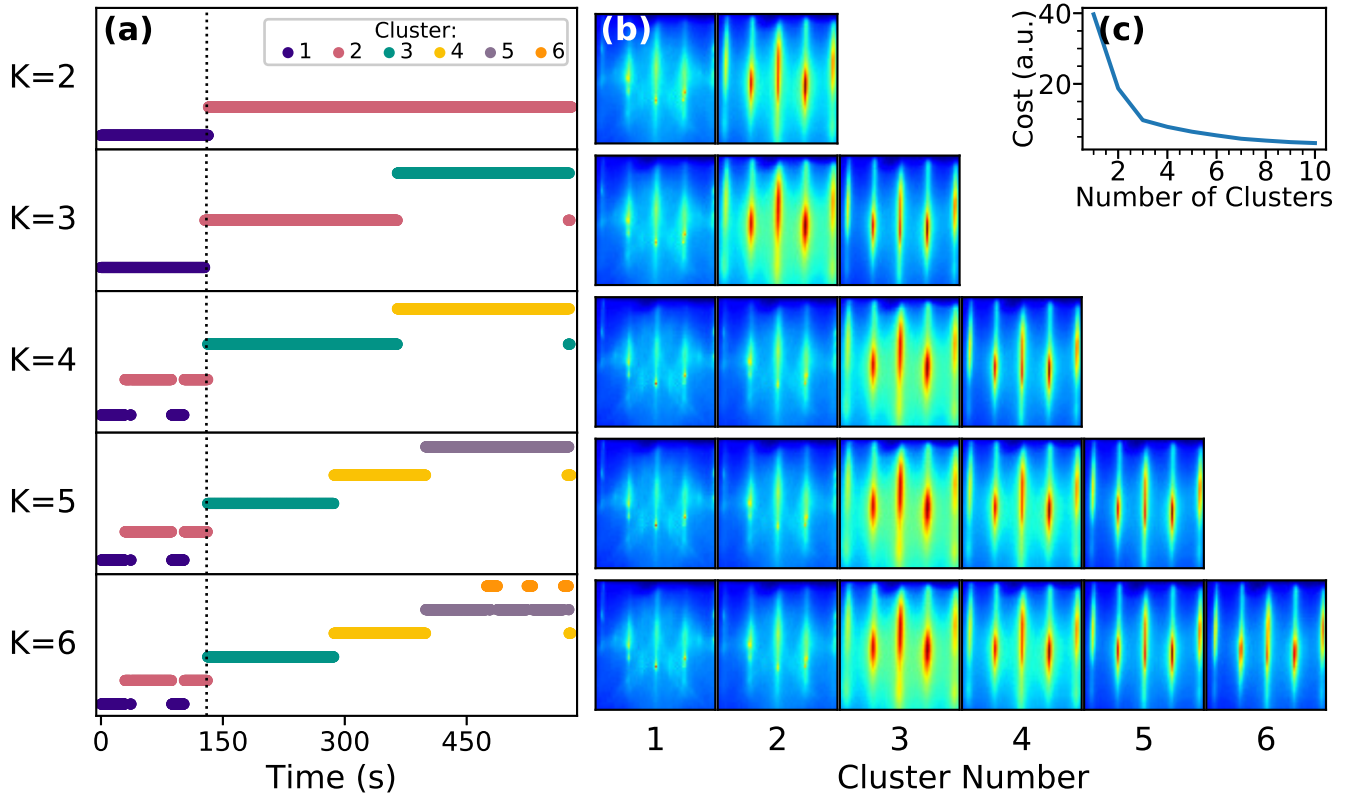 (a)
Cluster:
1 2 3 4 5 6
K=2
K=3
K=4
K=5
K=6
0 150 300 450
Time (s)
(b)
1 2 3 4 5 6
Cluster Number
(c)
40
20
Cost (a.u.)
2 4 6 8 10
Number of Clusters